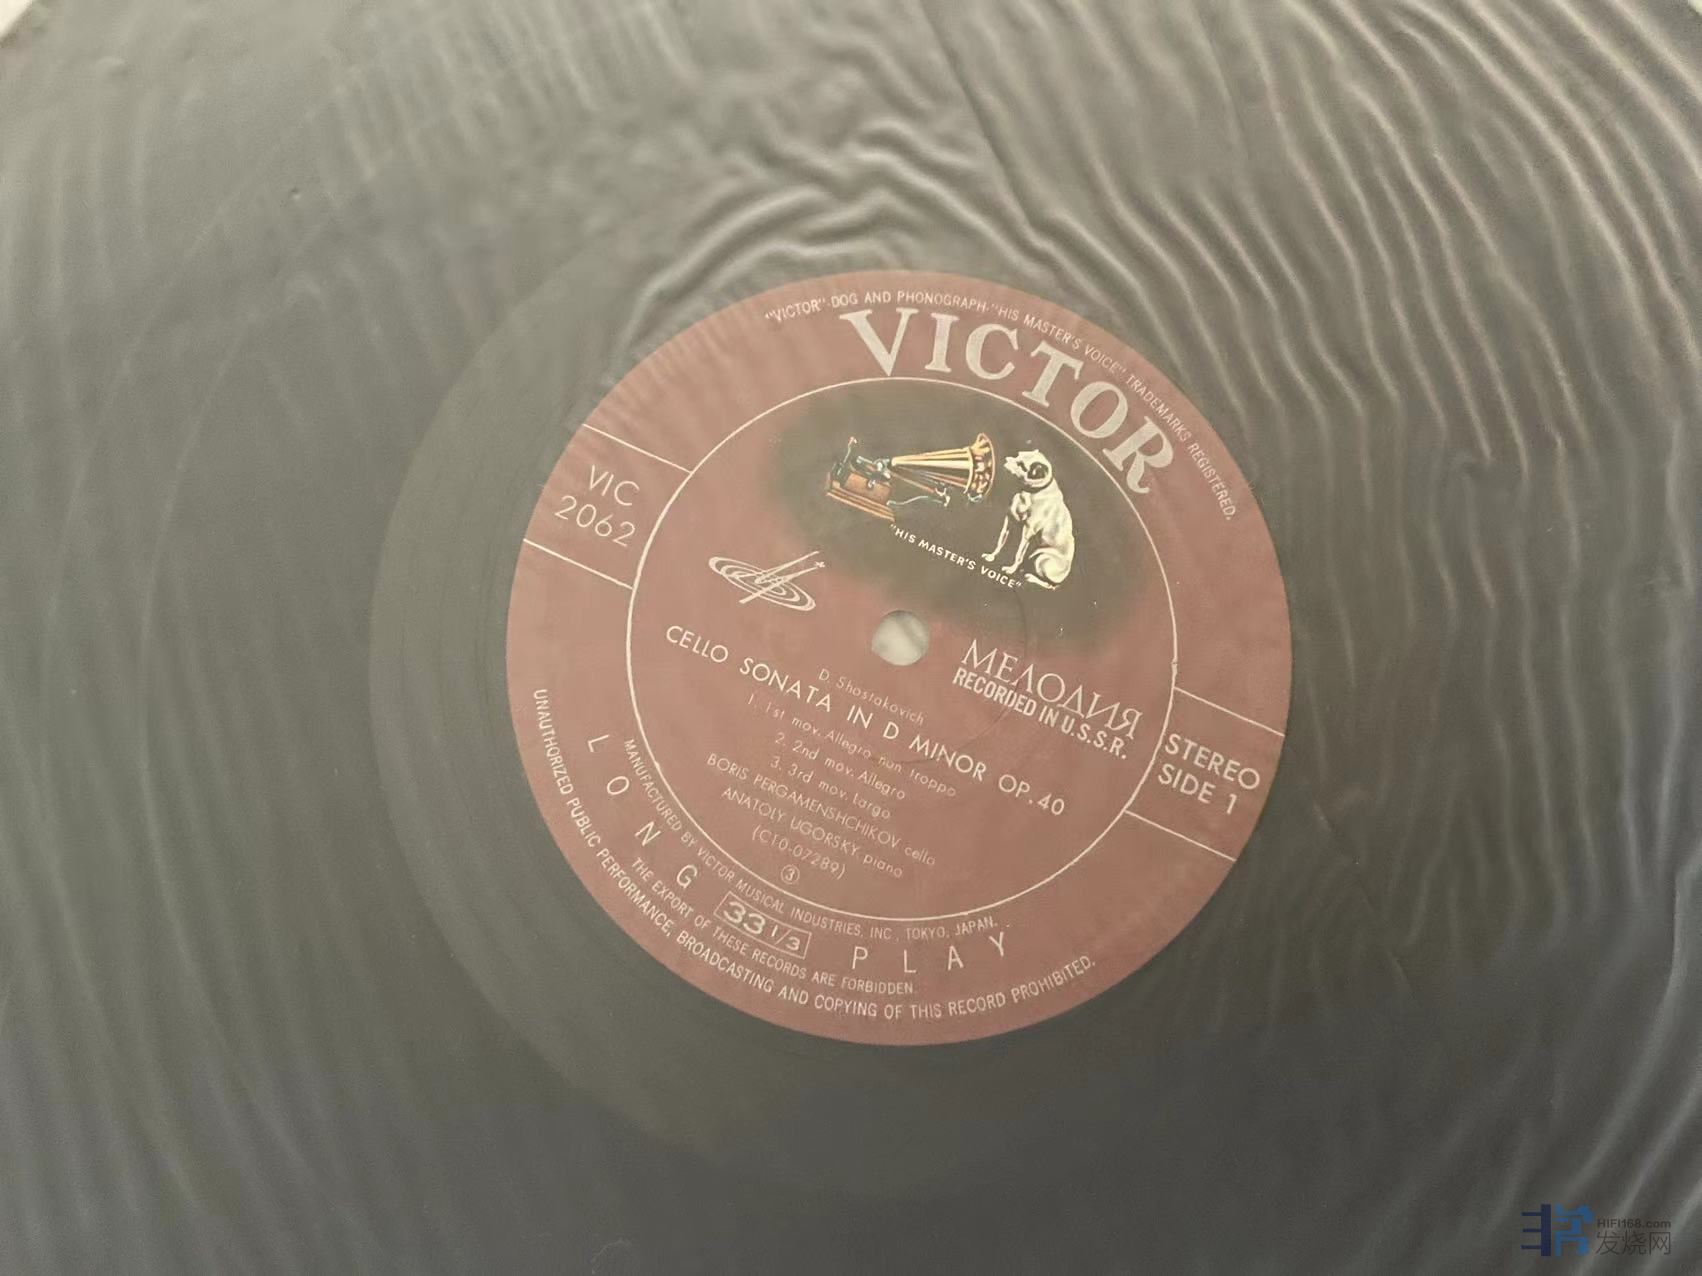 "VICTOR"-DOG AND PHONOGRAPH-"HIS MASTER'S VOICE" TRADEMARKS REGISTERED.
VICTOR
"HIS MASTER'S VOICE"
VIC
2062
МЕЛОДИЯ
RECORDED IN U.S.S.R.
STEREO
SIDE 1
D. Shostakovich
CELLO SONATA IN D MINOR OP. 40
1. 1st mov. Allegro nun troppo
2. 2nd mov. Allegro
3. 3rd mov. Largo
BORIS PERGAMENSHCHIKOV, cello
ANATOLY UGORSKY, piano
(C10-07289)
③
MANUFACTURED BY VICTOR MUSICAL INDUSTRIES, INC., TOKYO, JAPAN.
LONG 33 1/3 PLAY
THE EXPORT OF THESE RECORDS ARE FORBIDDEN.
UNAUTHORIZED PUBLIC PERFORMANCE, BROADCASTING AND COPYING OF THIS RECORD PROHIBITED.
HIFI168.com
发烧网